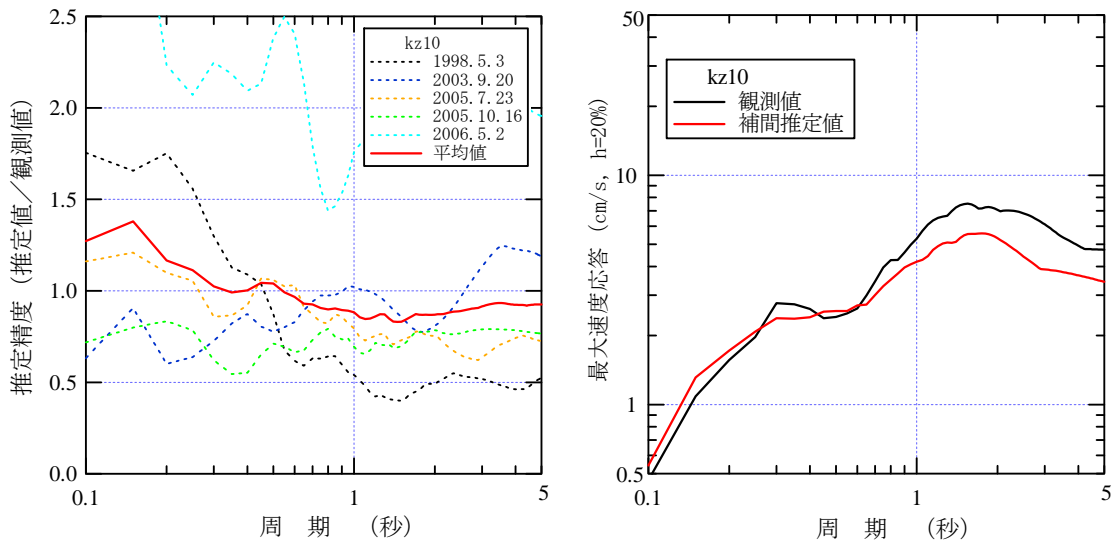 推定精度 (推定値／観測値)
2.5
2.0
1.5
1.0
0.5
0.0
kz10
1998.5.3
2003.9.20
2005.7.23
2005.10.16
2006.5.2
平均値
0.1
1
5
周 期 (秒)
最大速度応答 (cm/s, h=20%)
50
10
1
0.5
kz10
観測値
補間推定値
0.1
1
5
周 期 (秒)